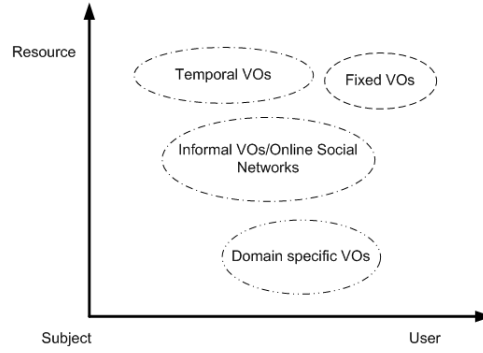 Resource
Temporal VOs
Fixed VOs
Informal VOs/Online Social
Networks
Domain specific VOs
Subject
User